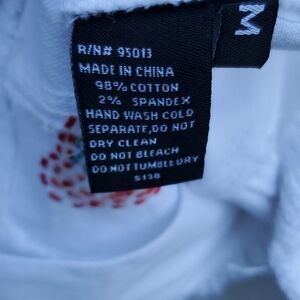 M
R/N# 95013
MADE IN CHINA
98% COTTON
2% SPANDEX
HAND WASH COLD
SEPARATE,DO NOT
DRY CLEAN
DO NOT BLEACH
DO NOT TUMBLE DRY
5138